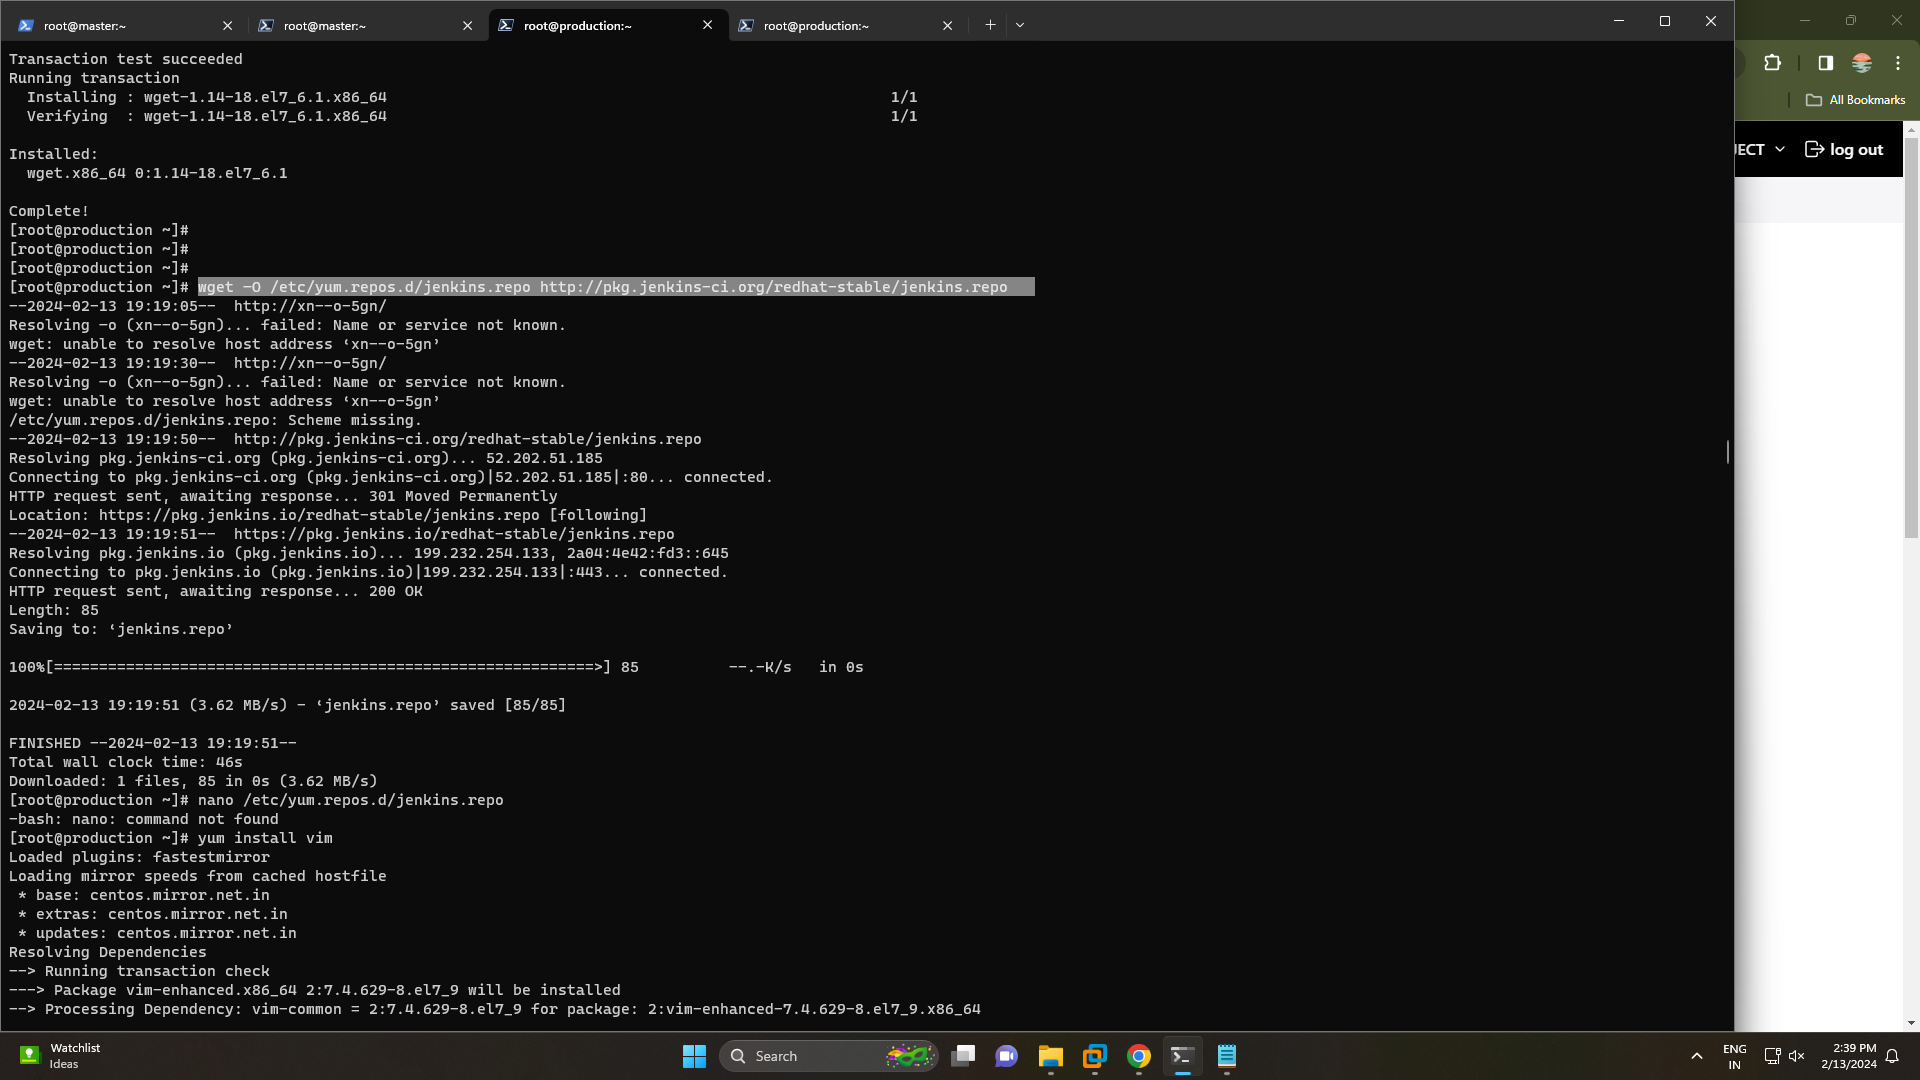 root@master:~
root@master:~
root@production:~
root@production:~
Transaction test succeeded
Running transaction
  Installing : wget-1.14-18.el7_6.1.x86_64 1/1
  Verifying  : wget-1.14-18.el7_6.1.x86_64 1/1
Installed:
  wget.x86_64 0:1.14-18.el7_6.1
Complete!
[root@production ~]#
[root@production ~]#
[root@production ~]#
[root@production ~]# wget –O /etc/yum.repos.d/jenkins.repo http://pkg.jenkins-ci.org/redhat-stable/jenkins.repo
--2024-02-13 19:19:05--  http://xn--o-5gn/
Resolving –o (xn--o-5gn)... failed: Name or service not known.
wget: unable to resolve host address ‘xn--o-5gn’
--2024-02-13 19:19:30--  http://xn--o-5gn/
Resolving –o (xn--o-5gn)... failed: Name or service not known.
wget: unable to resolve host address ‘xn--o-5gn’
/etc/yum.repos.d/jenkins.repo: Scheme missing.
--2024-02-13 19:19:50--  http://pkg.jenkins-ci.org/redhat-stable/jenkins.repo
Resolving pkg.jenkins-ci.org (pkg.jenkins-ci.org)... 52.202.51.185
Connecting to pkg.jenkins-ci.org (pkg.jenkins-ci.org)|52.202.51.185|:80... connected.
HTTP request sent, awaiting response... 301 Moved Permanently
Location: https://pkg.jenkins.io/redhat-stable/jenkins.repo [following]
--2024-02-13 19:19:51--  https://pkg.jenkins.io/redhat-stable/jenkins.repo
Resolving pkg.jenkins.io (pkg.jenkins.io)... 199.232.254.133, 2a04:4e42:fd3::645
Connecting to pkg.jenkins.io (pkg.jenkins.io)|199.232.254.133|:443... connected.
HTTP request sent, awaiting response... 200 OK
Length: 85
Saving to: ‘jenkins.repo’
100%[============================================================>] 85          --.-K/s   in 0s
2024-02-13 19:19:51 (3.62 MB/s) - ‘jenkins.repo’ saved [85/85]
FINISHED --2024-02-13 19:19:51--
Total wall clock time: 46s
Downloaded: 1 files, 85 in 0s (3.62 MB/s)
[root@production ~]# nano /etc/yum.repos.d/jenkins.repo
-bash: nano: command not found
[root@production ~]# yum install vim
Loaded plugins: fastestmirror
Loading mirror speeds from cached hostfile
 * base: centos.mirror.net.in
 * extras: centos.mirror.net.in
 * updates: centos.mirror.net.in
Resolving Dependencies
--> Running transaction check
---> Package vim-enhanced.x86_64 2:7.4.629-8.el7_9 will be installed
--> Processing Dependency: vim-common = 2:7.4.629-8.el7_9 for package: 2:vim-enhanced-7.4.629-8.el7_9.x86_64
All Bookmarks
JECT
log out
Watchlist
Ideas
Search
ENG
IN
2:39 PM
2/13/2024